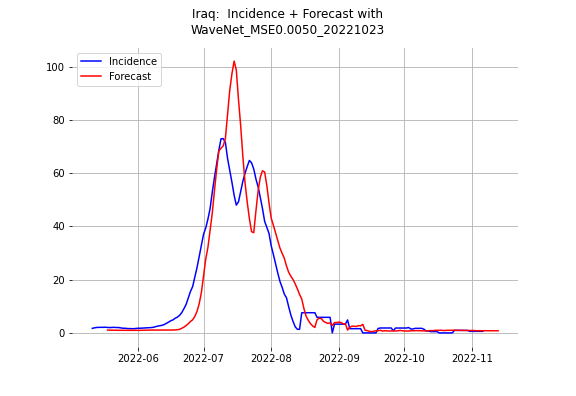 Iraq:  Incidence + Forecast with
WaveNet_MSE0.0050_20221023
Incidence
Forecast
100
80
60
40
20
0
2022-06 2022-07 2022-08 2022-09 2022-10 2022-11